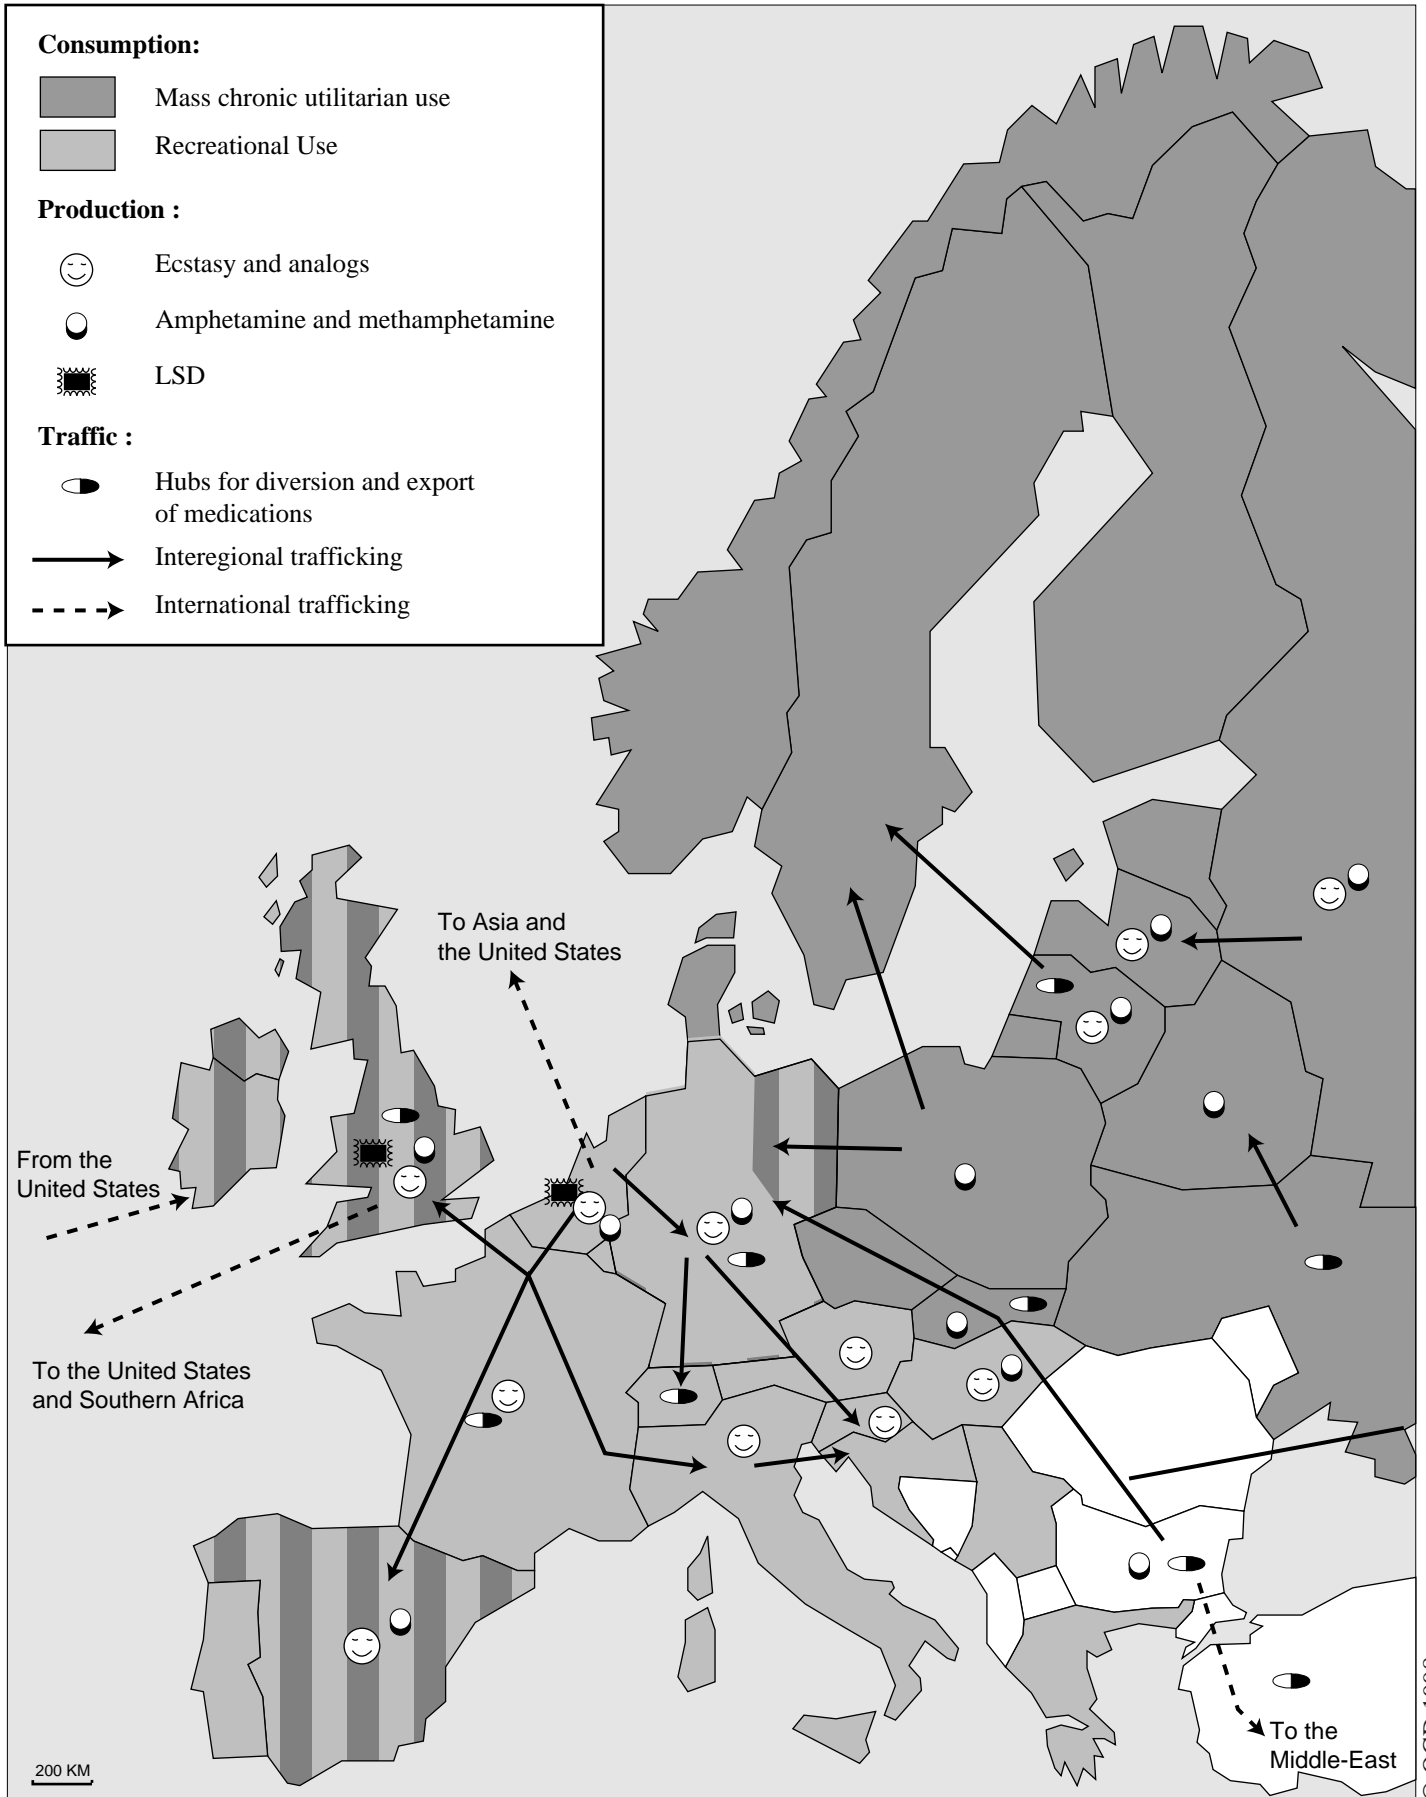 Consumption:
Mass chronic utilitarian use
Recreational Use
Production :
Ecstasy and analogs
Amphetamine and methamphetamine
LSD
Traffic :
Hubs for diversion and export
of medications
Interegional trafficking
International trafficking
To Asia and
the United States
From the
United States
To the United States
and Southern Africa
To the
Middle-East
200 KM